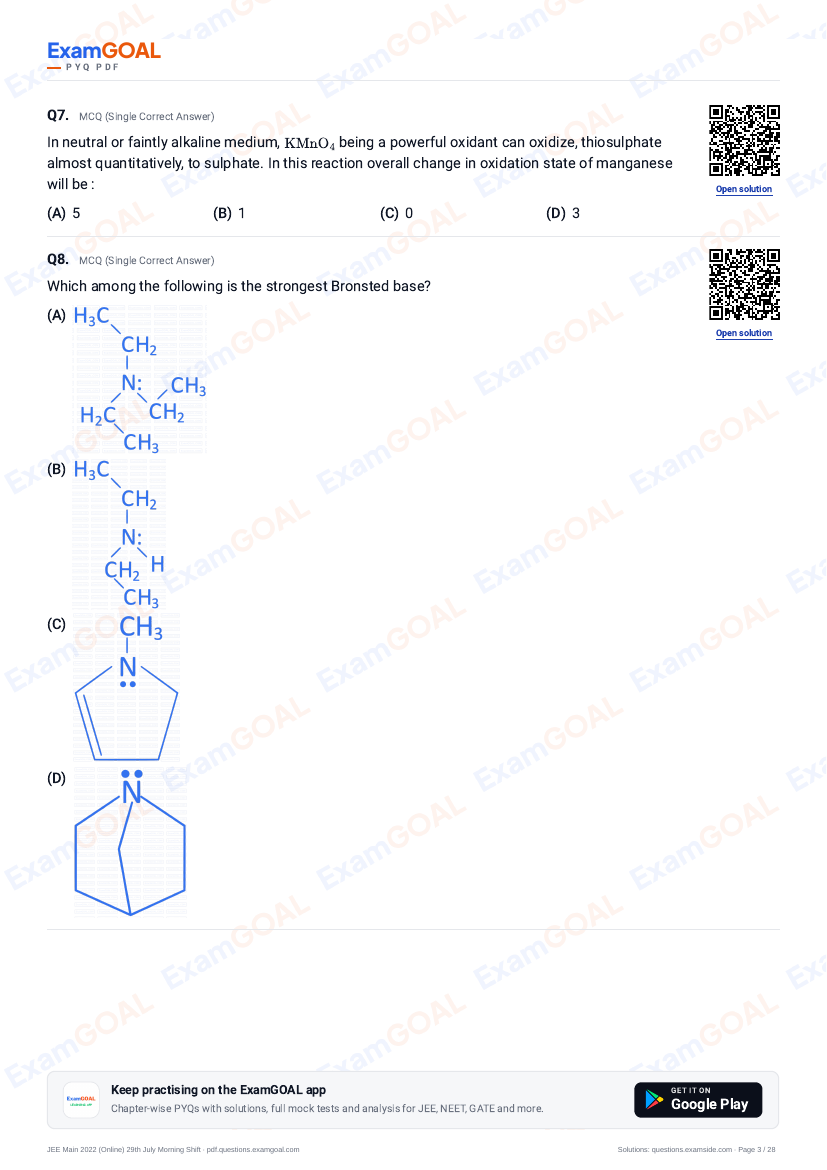 ExamGOAL
PYQ PDF
Q7. MCQ (Single Correct Answer)
In neutral or faintly alkaline medium, KMnO₄ being a powerful oxidant can oxidize, thiosulphate
almost quantitatively, to sulphate. In this reaction overall change in oxidation state of manganese
will be :
(A) 5 (B) 1 (C) 0 (D) 3
Open solution
Q8. MCQ (Single Correct Answer)
Which among the following is the strongest Bronsted base?
Open solution
(A) H₃C
CH₂
N: CH₃
H₂C CH₂
CH₃
(B) H₃C
CH₂
N:
CH₂ H
CH₃
(C) CH₃
N
(D) N
Keep practising on the ExamGOAL app
Chapter-wise PYQs with solutions, full mock tests and analysis for JEE, NEET, GATE and more.
GET IT ON
Google Play
JEE Main 2022 (Online) 29th July Morning Shift · pdf.questions.examgoal.com
Solutions: questions.examside.com · Page 3 / 28